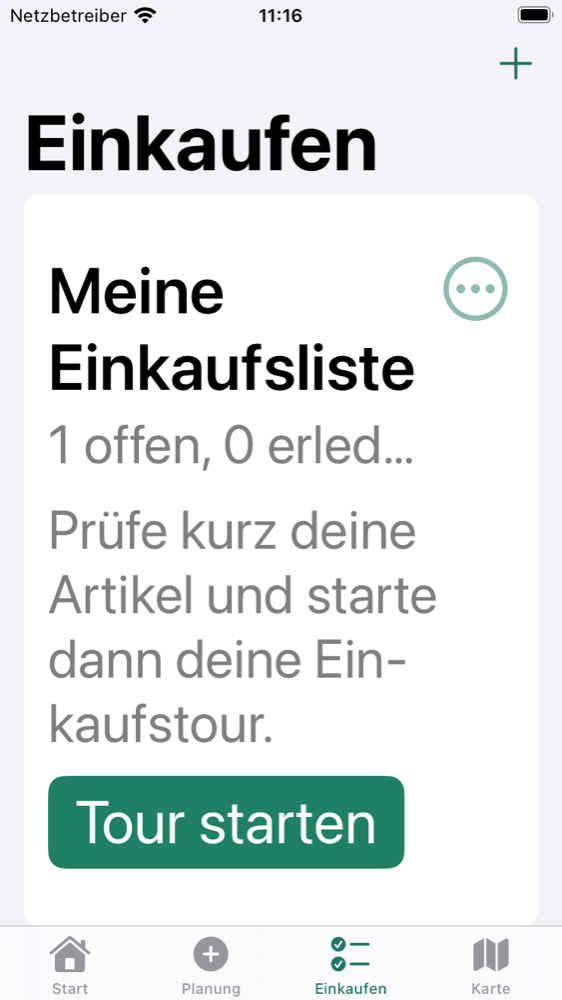 Netzbetreiber 11:16
Einkaufen
Meine
Einkaufsliste
1 offen, 0 erled…
Prüfe kurz deine
Artikel und starte
dann deine Ein-
kaufstour.
Tour starten
Start Planung Einkaufen Karte